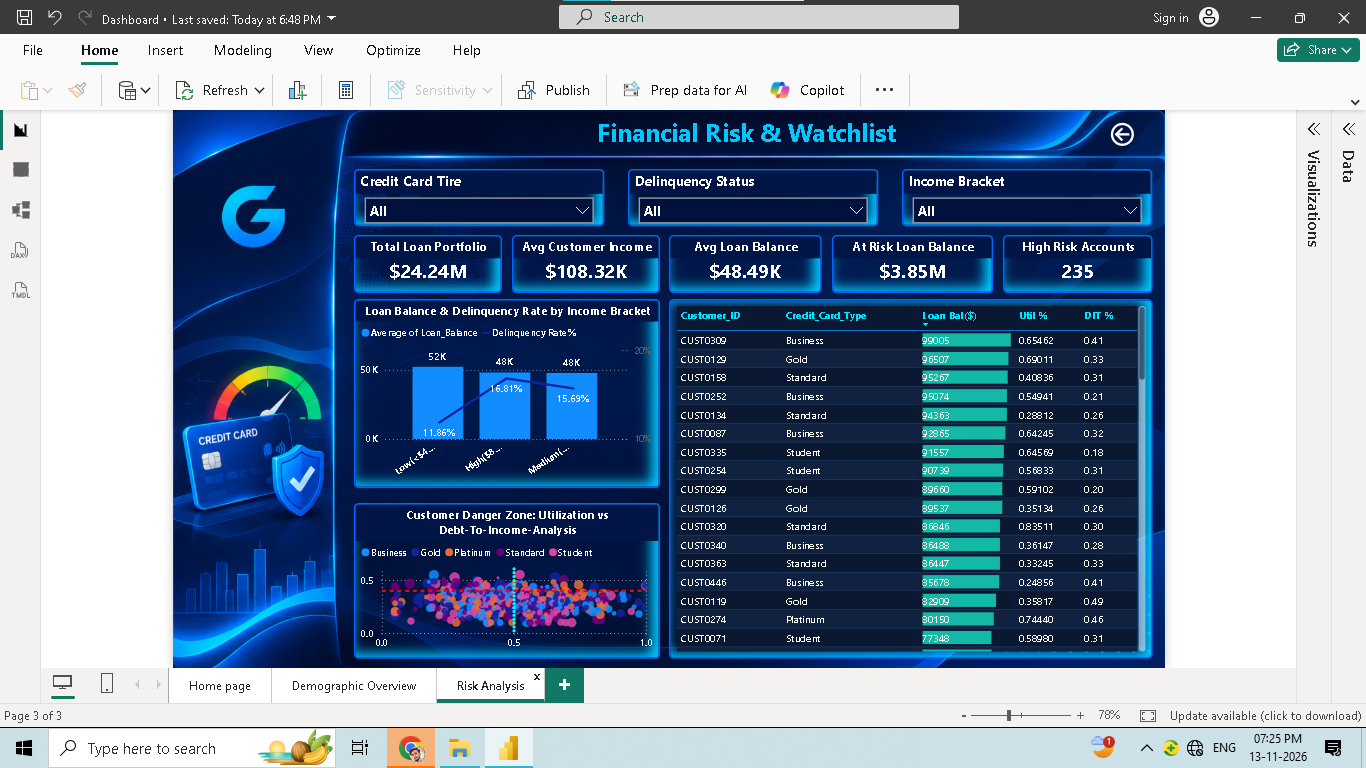 Dashboard • Last saved: Today at 6:48 PM
Search
Sign in
File Home Insert Modeling View Optimize Help
Share
Refresh
Sensitivity
Publish
Prep data for AI
Copilot
DAX
TMDL
Financial Risk & Watchlist
Credit Card Tire
All
Delinquency Status
All
Income Bracket
All
Total Loan Portfolio
$24.24M
Avg Customer Income
$108.32K
Avg Loan Balance
$48.49K
At Risk Loan Balance
$3.85M
High Risk Accounts
235
CREDIT CARD
Loan Balance & Delinquency Rate by Income Bracket
Average of Loan_Balance Delinquency Rate%
52K 48K 48K
20%
50 K
16.81%
15.69%
11.86%
0 K
10%
Low(<$4... High($8... Medium(...
Customer Danger Zone: Utilization vs
Debt-To-Income-Analysis
Business Gold Platinum Standard Student
0.5
0.0
0.0 0.5 1.0
Customer_ID Credit_Card_Type Loan Bal($) Util % DIT %
CUST0309 Business 99005 0.65462 0.41
CUST0129 Gold 96507 0.69011 0.33
CUST0158 Standard 95267 0.40836 0.31
CUST0252 Business 95074 0.54941 0.21
CUST0134 Standard 94363 0.28812 0.26
CUST0087 Business 92865 0.64245 0.32
CUST0335 Student 91557 0.64569 0.18
CUST0254 Student 90739 0.56833 0.31
CUST0299 Gold 89660 0.59102 0.20
CUST0126 Gold 89537 0.35134 0.26
CUST0320 Standard 86846 0.83511 0.30
CUST0340 Business 86488 0.36147 0.28
CUST0363 Standard 86447 0.33245 0.33
CUST0446 Business 85678 0.24856 0.41
CUST0119 Gold 82909 0.35817 0.49
CUST0274 Platinum 80150 0.74440 0.46
CUST0071 Student 77348 0.58980 0.31
Visualizations
Data
Home page
Demographic Overview
Risk Analysis
x
Page 3 of 3
78%
Update available (click to download)
Type here to search
1
ENG
07:25 PM
13-11-2026